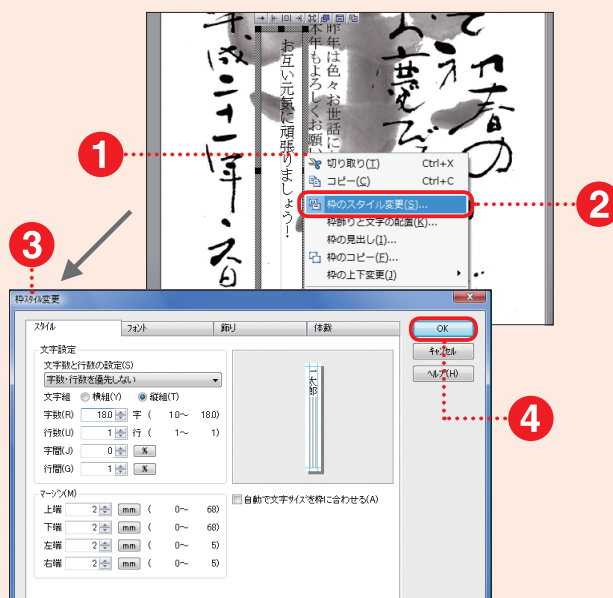 初春の
お慶び
平成二十一年・春
昨年は色々お世話に
本年もよろしくお願い
お互い元気に頑張りましょう!
1
切り取り(T) Ctrl+X
コピー(C) Ctrl+C
枠のスタイル変更(S)...
2
枠飾りと文字の配置(K)...
枠の見出し(I)...
枠のコピー(F)...
枠の上下変更(J)
3
枠スタイル変更
スタイル フォント 飾り 体裁
OK
キャンセル
ヘルプ(H)
4
文字設定
文字数と行数の設定(S)
字数・行数を優先しない
文字組 横組(Y) 縦組(T)
字数(R) 18.0 字 ( 1.0~ 18.0)
行数(U) 1 行 ( 1~ 1)
字間(J) 0 %
行間(G) 1 %
一太郎
自動で文字サイズを枠に合わせる(A)
マージン(M)
上端 2 mm ( 0~ 68)
下端 2 mm ( 0~ 68)
左端 2 mm ( 0~ 5)
右端 2 mm ( 0~ 5)